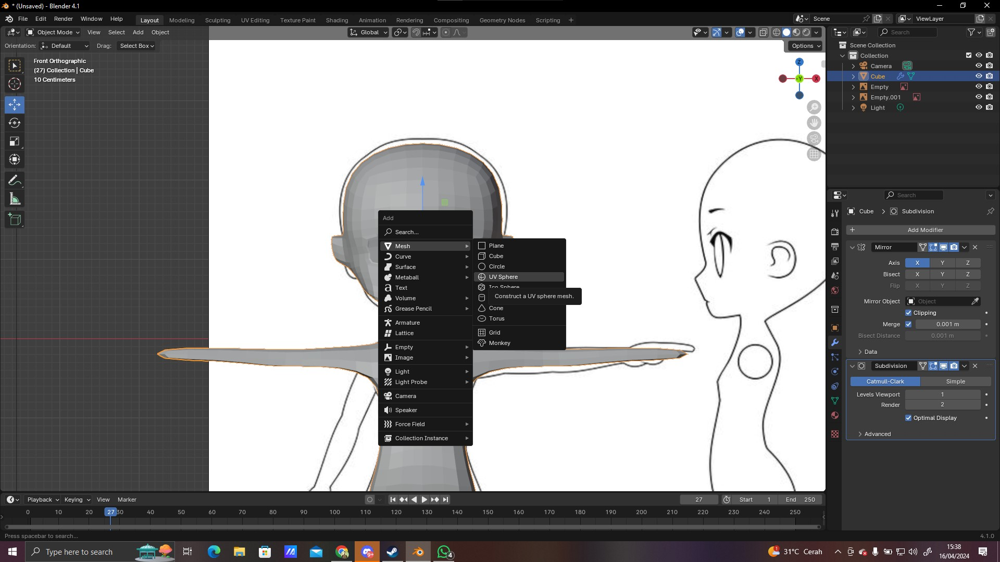 * (Unsaved) - Blender 4.1
File Edit Render Window Help
Layout Modeling Sculpting UV Editing Texture Paint Shading Animation Rendering Compositing Geometry Nodes Scripting +
Scene
ViewLayer
Object Mode View Select Add Object
Global
Orientation: Default Drag: Select Box
Options
Front Orthographic
(27) Collection | Cube
10 Centimeters
Z
-Y X
Search
Scene Collection
Collection
Camera
Cube
Empty
Empty.001
Light
Add
Search...
Mesh
Curve
Surface
Metaball
Text
Volume
Grease Pencil
Armature
Lattice
Empty
Image
Light
Light Probe
Camera
Speaker
Force Field
Collection Instance
Plane
Cube
Circle
UV Sphere
Ico Sphere
Construct a UV sphere mesh.
Cone
Torus
Grid
Monkey
Search
Cube > Subdivision
+ Add Modifier
Mirror
Axis X Y Z
Bisect X Y Z
Flip X Y Z
Mirror Object Object
Clipping
Merge 0.001 m
Bisect Distance 0.001 m
Data
Subdivision
Catmull-Clark Simple
Levels Viewport 1
Render 2
Optimal Display
Advanced
Playback Keying View Marker
27 Start 1 End 250
0 10 20 27 30 40 50 60 70 80 90 100 110 120 130 140 150 160 170 180 190 200 210 220 230 240 250
Press spacebar to search...
4.1.0
Type here to search
9+
4
1
31°C Cerah
15:38
16/04/2024